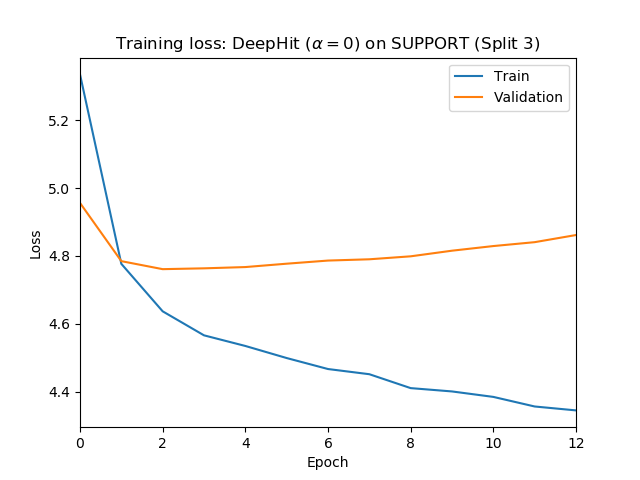 Training loss: DeepHit (α = 0) on SUPPORT (Split 3)
Train
Validation
5.2
5.0
4.8
4.6
4.4
Loss
0 2 4 6 8 10 12
Epoch